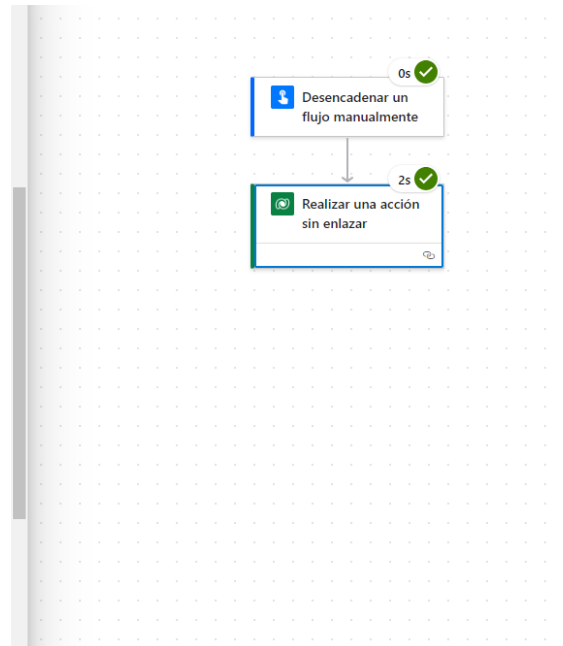 0s
Desencadenar un
flujo manualmente
2s
Realizar una acción
sin enlazar